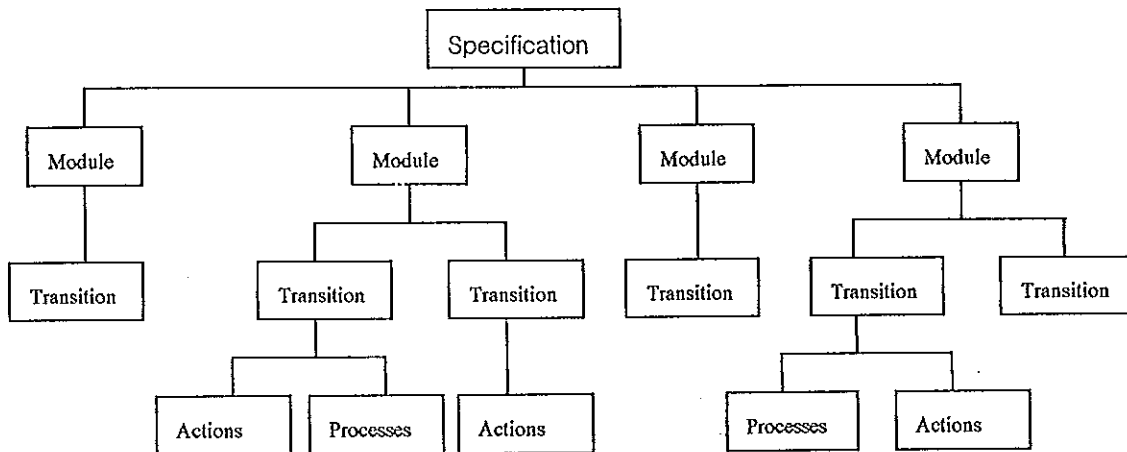 Specification
Module
Module
Module
Module
Transition
Transition
Transition
Transition
Transition
Transition
Actions
Processes
Actions
Processes
Actions